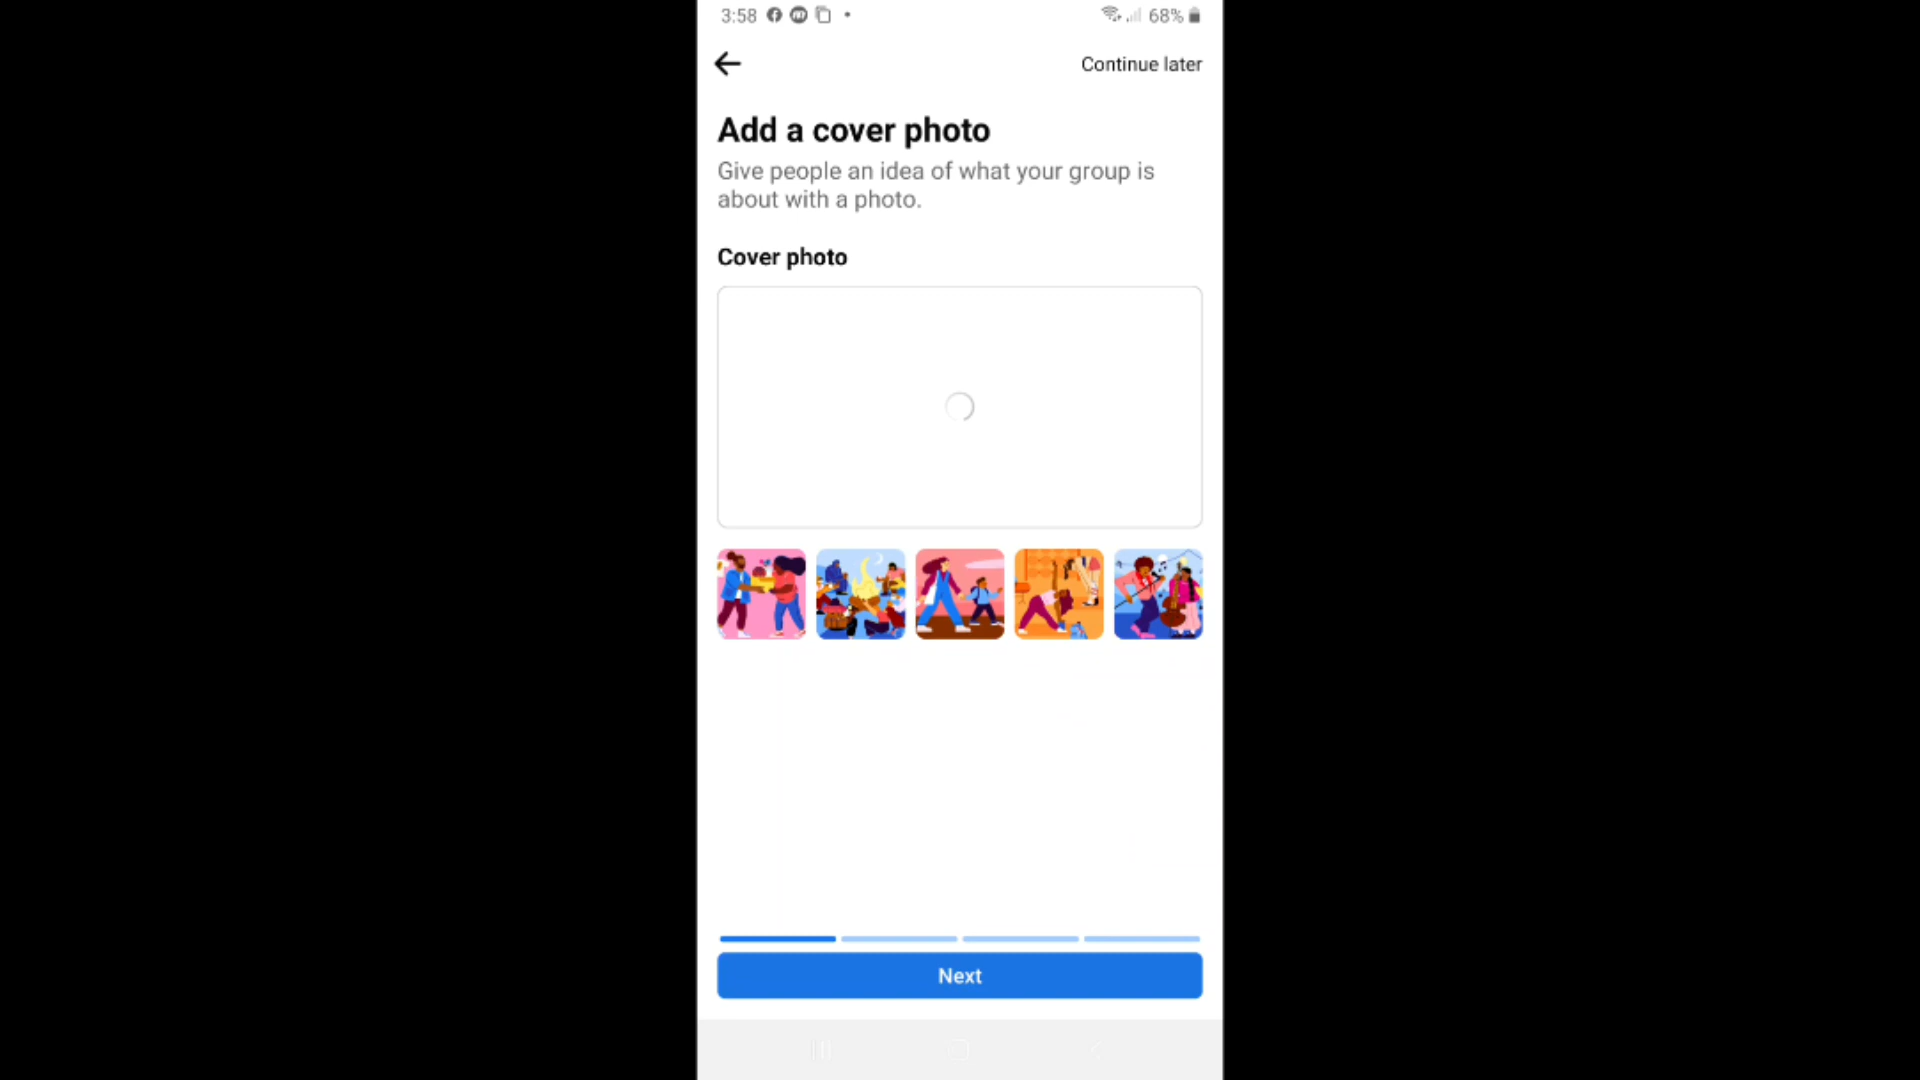 3:58
68%
Continue later
Add a cover photo
Give people an idea of what your group is
about with a photo.
Cover photo
Next